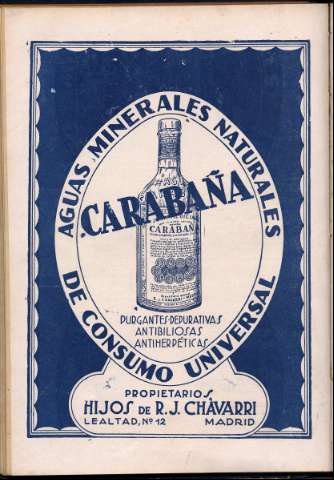 AGUAS MINERALES NATURALES
CARABAÑA
CARABAÑA
PURGANTES-DEPURATIVAS
ANTIBILIOSAS
ANTIHERPÉTICAS
DE CONSUMO UNIVERSAL
PROPIETARIOS
HIJOS DE R. J. CHÁVARRI
LEALTAD, Nº 12 MADRID